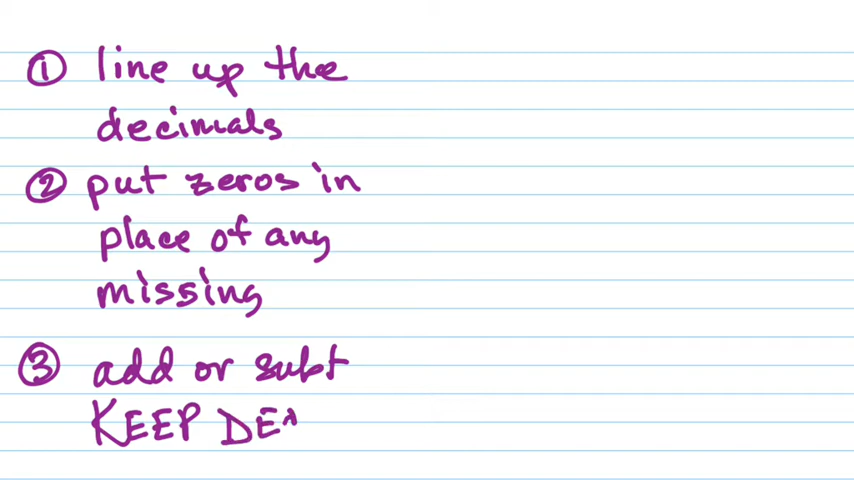 ① line up the
decimals
② put zeros in
place of any
missing
③ add or subt
KEEP DE